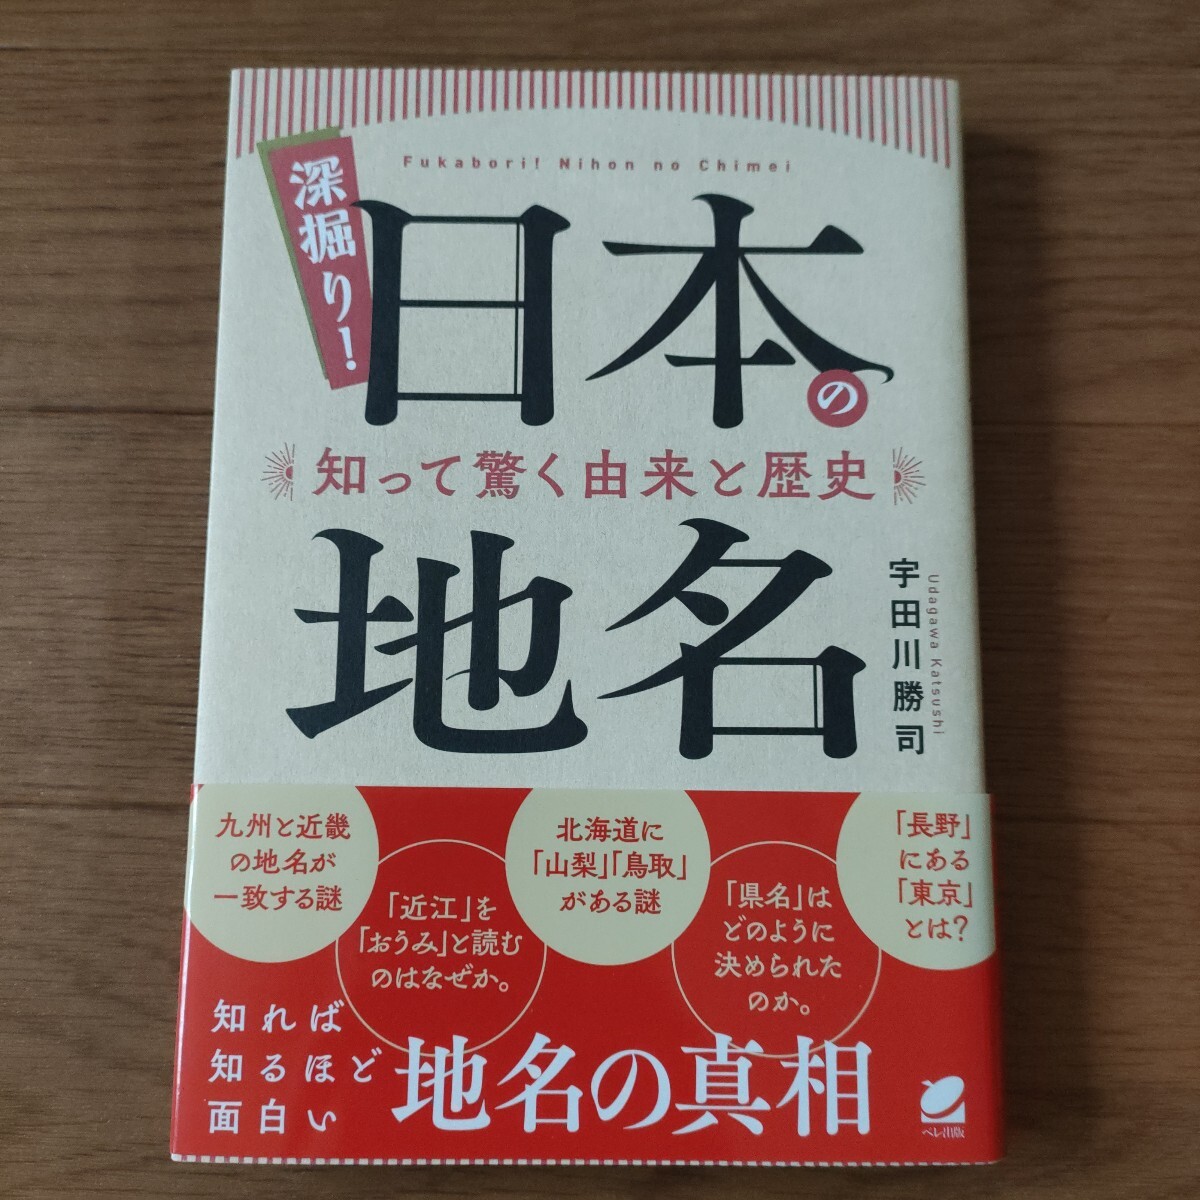 Fukabori! Nihon no Chimei
深掘り!
日本の
知って驚く由来と歴史
地名
宇田川勝司
Udagawa Katsushi
九州と近畿
の地名が
一致する謎
「近江」を
「おうみ」と読む
のはなぜか。
北海道に
「山梨」「鳥取」
がある謎
「県名」は
どのように
決められた
のか。
「長野」
にある
「東京」
とは?
知れば
知るほど
面白い
地名の真相
ベレ出版